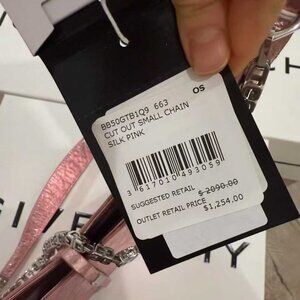 BB50GTB1Q9 663
OS
CUT OUT SMALL CHAIN
SILK PINK
3 617010 493059
SUGGESTED RETAIL $ 2090.00
OUTLET RETAIL PRICE $1,254.00